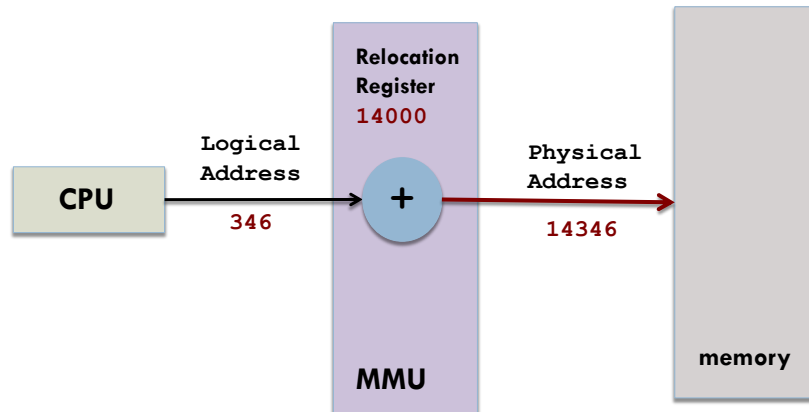 Relocation
Register
14000
Logical
Address
Physical
Address
CPU
+
346
14346
memory
MMU